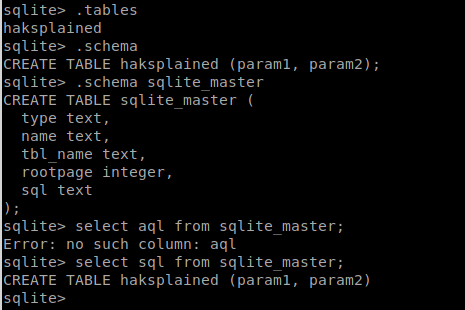 sqlite> .tables
haksplained
sqlite> .schema
CREATE TABLE haksplained (param1, param2);
sqlite> .schema sqlite_master
CREATE TABLE sqlite_master (
  type text,
  name text,
  tbl_name text,
  rootpage integer,
  sql text
);
sqlite> select aql from sqlite_master;
Error: no such column: aql
sqlite> select sql from sqlite_master;
CREATE TABLE haksplained (param1, param2)
sqlite>